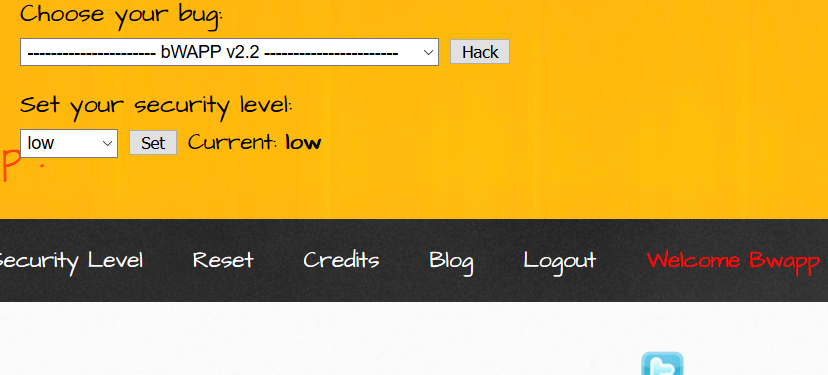 Choose your bug:
---------------------- bWAPP v2.2 ----------------------- Hack
Set your security level:
low Set Current: low
p .
Security Level Reset Credits Blog Logout Welcome Bwapp